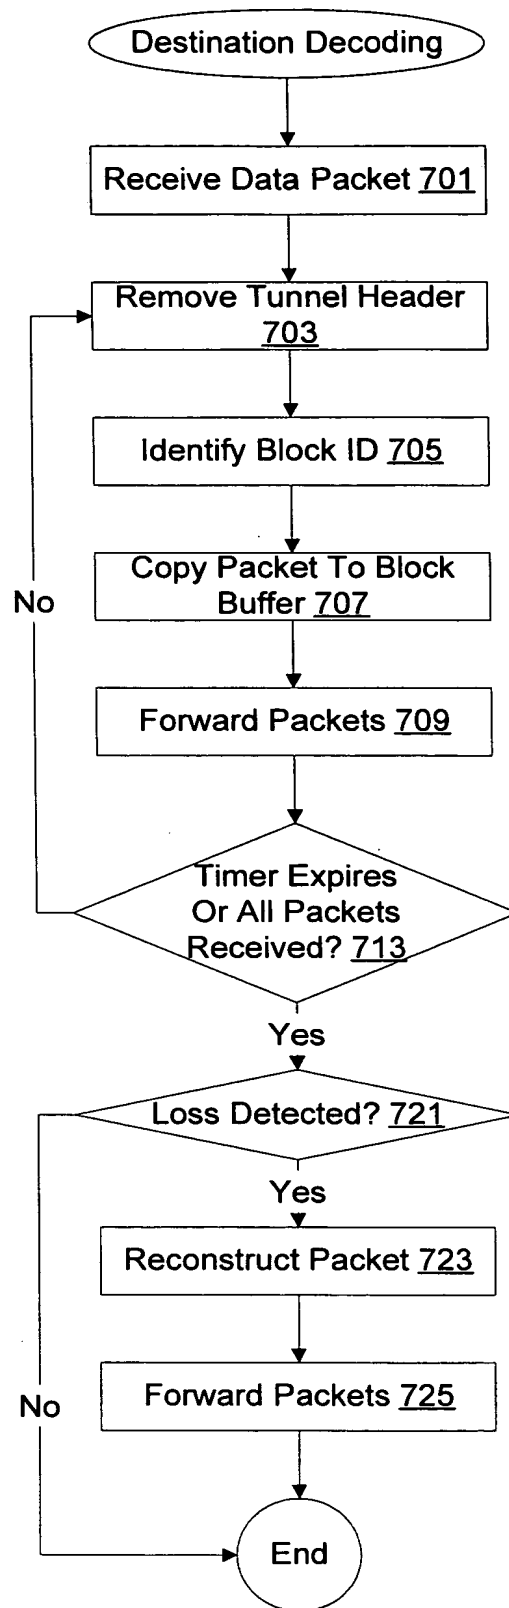 Destination Decoding
Receive Data Packet 701
Remove Tunnel Header
703
Identify Block ID 705
Copy Packet To Block
Buffer 707
No
Forward Packets 709
Timer Expires
Or All Packets
Received? 713
Yes
Loss Detected? 721
Yes
Reconstruct Packet 723
Forward Packets 725
No
End